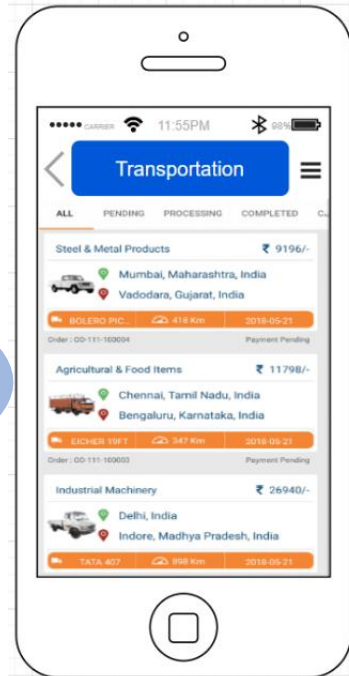 CARRIER 11:55PM 98%
Transportation
ALL PENDING PROCESSING COMPLETED C..
Steel & Metal Products ₹ 9196/-
Mumbai, Maharashtra, India
Vadodara, Gujarat, India
BOLERO PIC... 418 Km 2018-05-21
Order : OD-111-100004 Payment Pending
Agricultural & Food Items ₹ 11798/-
Chennai, Tamil Nadu, India
Bengaluru, Karnataka, India
EICHER 19FT 347 Km 2018-05-21
Order : OD-111-100003 Payment Pending
Industrial Machinery ₹ 26940/-
Delhi, India
Indore, Madhya Pradesh, India
TATA 407 898 Km 2018-05-21